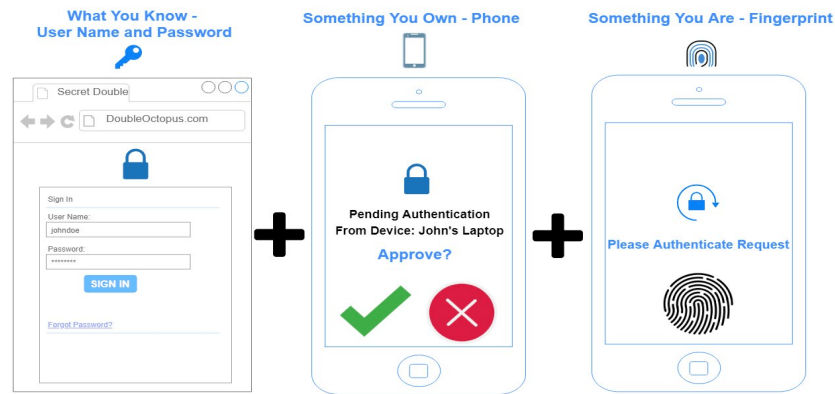 What You Know -
User Name and Password
Secret Double
DoubleOctopus.com
Sign In
User Name:
johndoe
Password:
********
SIGN IN
Forgot Password?
Something You Own - Phone
Pending Authentication
From Device: John's Laptop
Approve?
Something You Are - Fingerprint
Please Authenticate Request